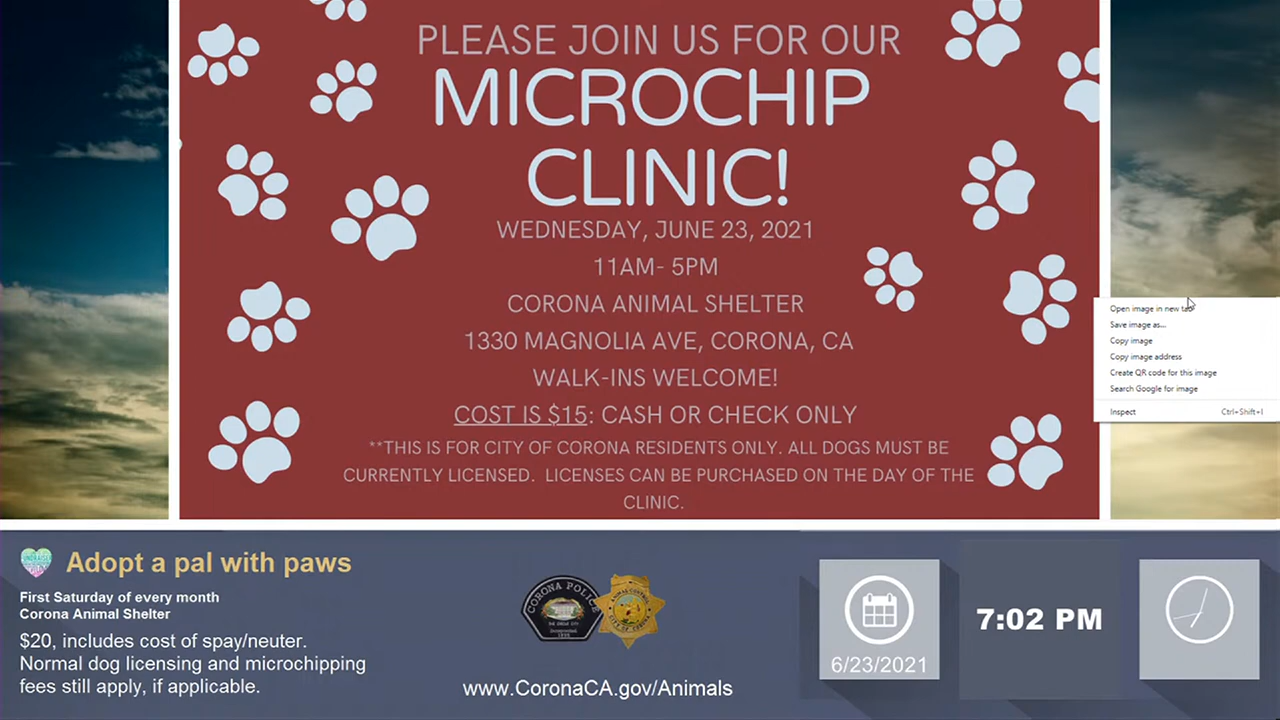 PLEASE JOIN US FOR OUR
MICROCHIP
CLINIC!
WEDNESDAY, JUNE 23, 2021
11AM- 5PM
CORONA ANIMAL SHELTER
1330 MAGNOLIA AVE, CORONA, CA
WALK-INS WELCOME!
COST IS $15: CASH OR CHECK ONLY
**THIS IS FOR CITY OF CORONA RESIDENTS ONLY. ALL DOGS MUST BE
CURRENTLY LICENSED. LICENSES CAN BE PURCHASED ON THE DAY OF THE
CLINIC.
Open image in new tab
Save image as...
Copy image
Copy image address
Create QR code for this image
Search Google for image
Inspect Ctrl+Shift+I
Adopt a pal with paws
First Saturday of every month
Corona Animal Shelter
$20, includes cost of spay/neuter.
Normal dog licensing and microchipping
fees still apply, if applicable.
CORONA POLICE
ANIMAL CONTROL
www.CoronaCA.gov/Animals
6/23/2021
7:02 PM